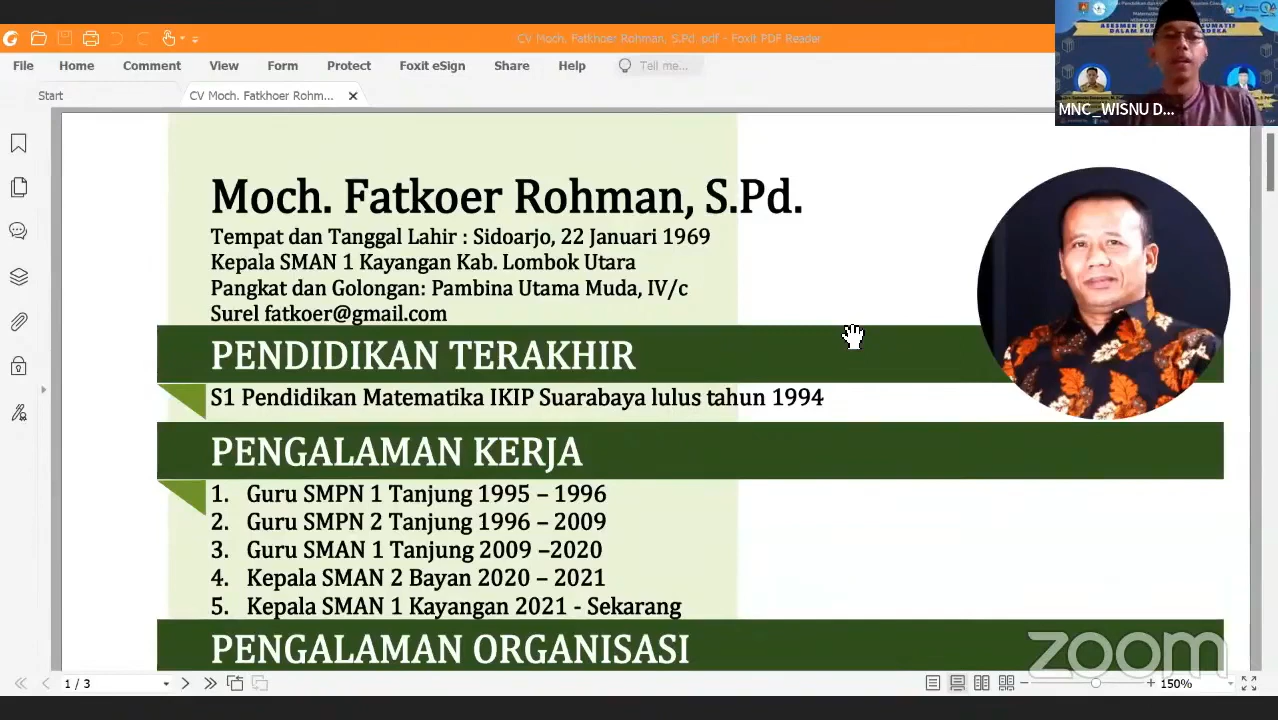 CV Moch. Fatkhoer Rohman, S.Pd..pdf - Foxit PDF Reader
File Home Comment View Form Protect Foxit eSign Share Help Tell me...
Start CV Moch. Fatkhoer Rohm...
MNC_WISNU D...
Moch. Fatkoer Rohman, S.Pd.
Tempat dan Tanggal Lahir : Sidoarjo, 22 Januari 1969
Kepala SMAN 1 Kayangan Kab. Lombok Utara
Pangkat dan Golongan: Pambina Utama Muda, IV/c
Surel fatkoer@gmail.com
PENDIDIKAN TERAKHIR
S1 Pendidikan Matematika IKIP Suarabaya lulus tahun 1994
PENGALAMAN KERJA
1. Guru SMPN 1 Tanjung 1995 – 1996
2. Guru SMPN 2 Tanjung 1996 – 2009
3. Guru SMAN 1 Tanjung 2009 –2020
4. Kepala SMAN 2 Bayan 2020 – 2021
5. Kepala SMAN 1 Kayangan 2021 - Sekarang
PENGALAMAN ORGANISASI
zoom
1 / 3 150%